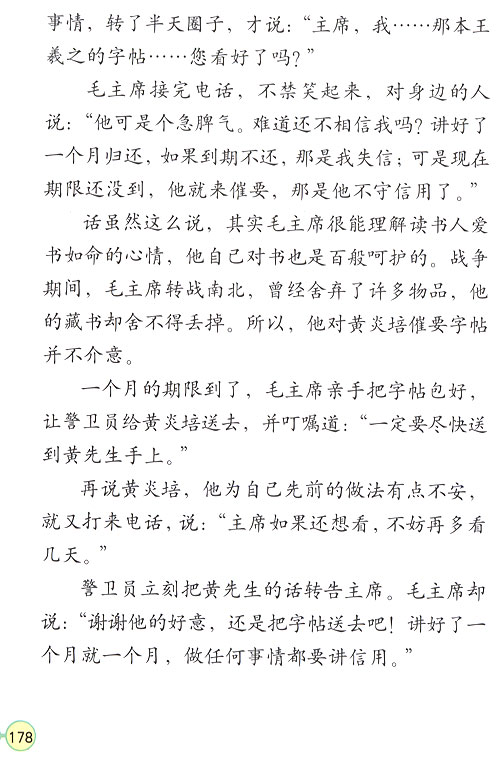 事情，转了半天圈子，才说：“主席，我……那本王
羲之的字帖……您看好了吗？”
毛主席接完电话，不禁笑起来，对身边的人
说：“他可是个急脾气。难道还不相信我吗？讲好了
一个月归还，如果到期不还，那是我失信；可是现在
期限还没到，他就来催要，那是他不守信用了。”
话虽然这么说，其实毛主席很能理解读书人爱
书如命的心情，他自己对书也是百般呵护的。战争
期间，毛主席转战南北，曾经舍弃了许多物品，他
的藏书却舍不得丢掉。所以，他对黄炎培催要字帖
并不介意。
一个月的期限到了，毛主席亲手把字帖包好，
让警卫员给黄炎培送去，并叮嘱道：“一定要尽快送
到黄先生手上。”
再说黄炎培，他为自己先前的做法有点不安，
就又打来电话，说：“主席如果还想看，不妨再多看
几天。”
警卫员立刻把黄先生的话转告主席。毛主席却
说：“谢谢他的好意，还是把字帖送去吧！讲好了一
个月就一个月，做任何事情都要讲信用。”
178